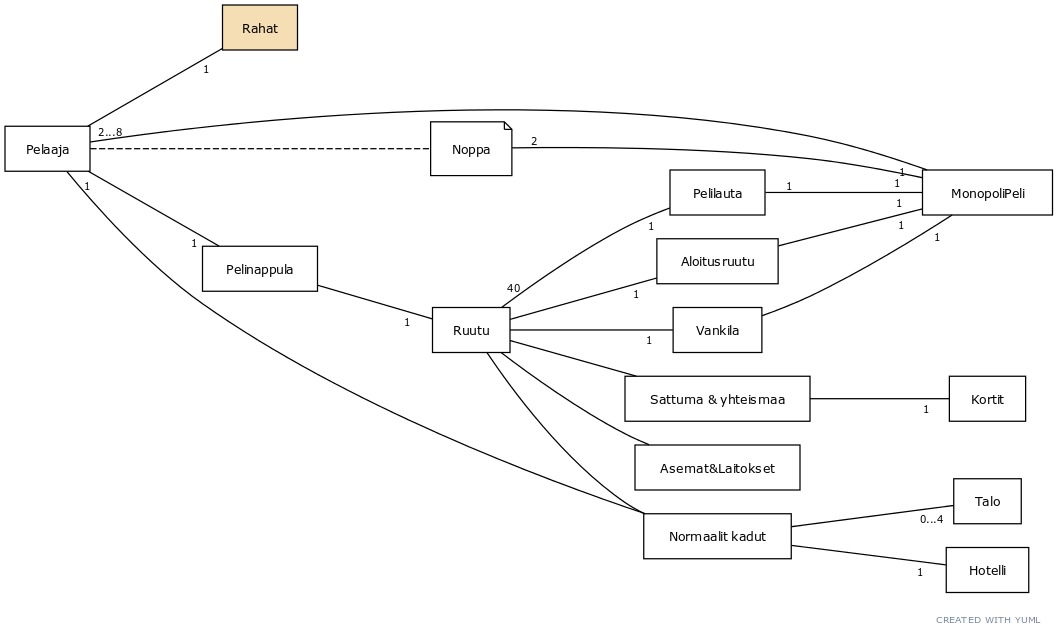 Rahat
1
2...8
Pelaaja
Noppa
2
1
1
Pelilauta
1
MonopoliPeli
1
1
1
1
1
Pelinappula
1
Aloitusruutu
40
1
1
Ruutu
Vankila
1
Sattuma & yhteismaa
1
Kortit
Asemat&Laitokset
Talo
0...4
Normaalit kadut
1
Hotelli
CREATED WITH YUML